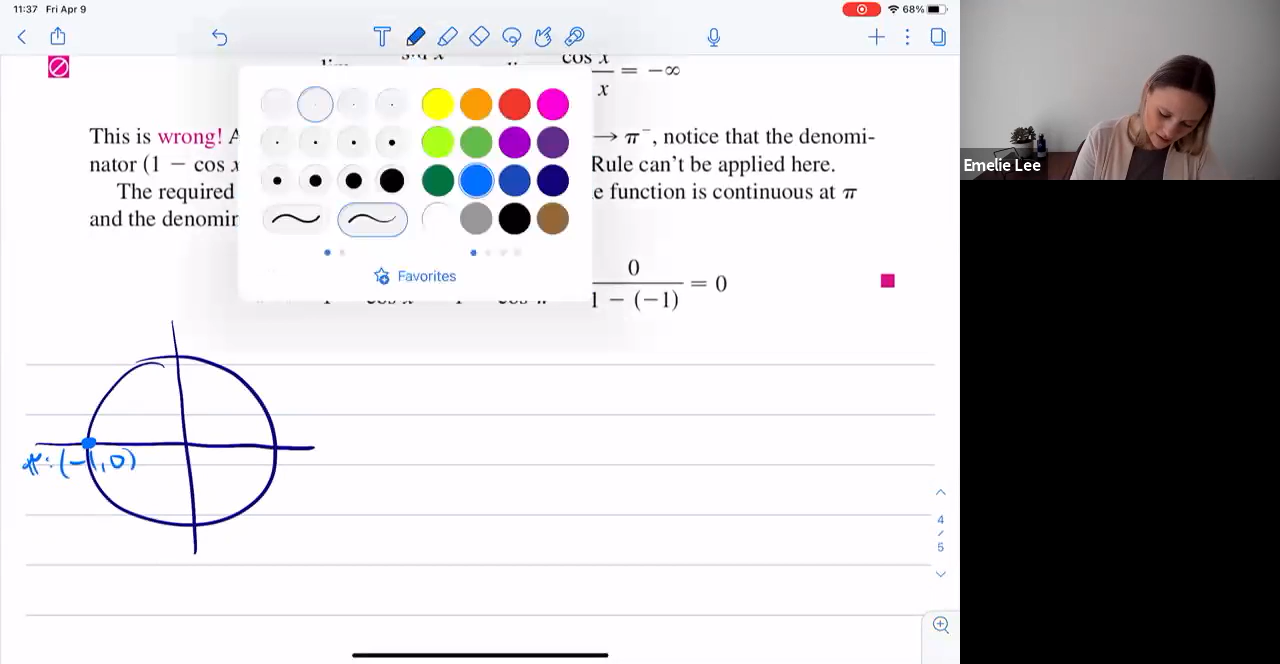 11:37 Fri Apr 9
68%
T
cos x
= −∞
x
This is wrong! A → π⁻, notice that the denomi-
nator (1 − cos x Rule can't be applied here.
The required e function is continuous at π
and the denomin
0
= 0
1 − (−1)
Favorites
π: (−1,0)
4
/
5
Emelie Lee